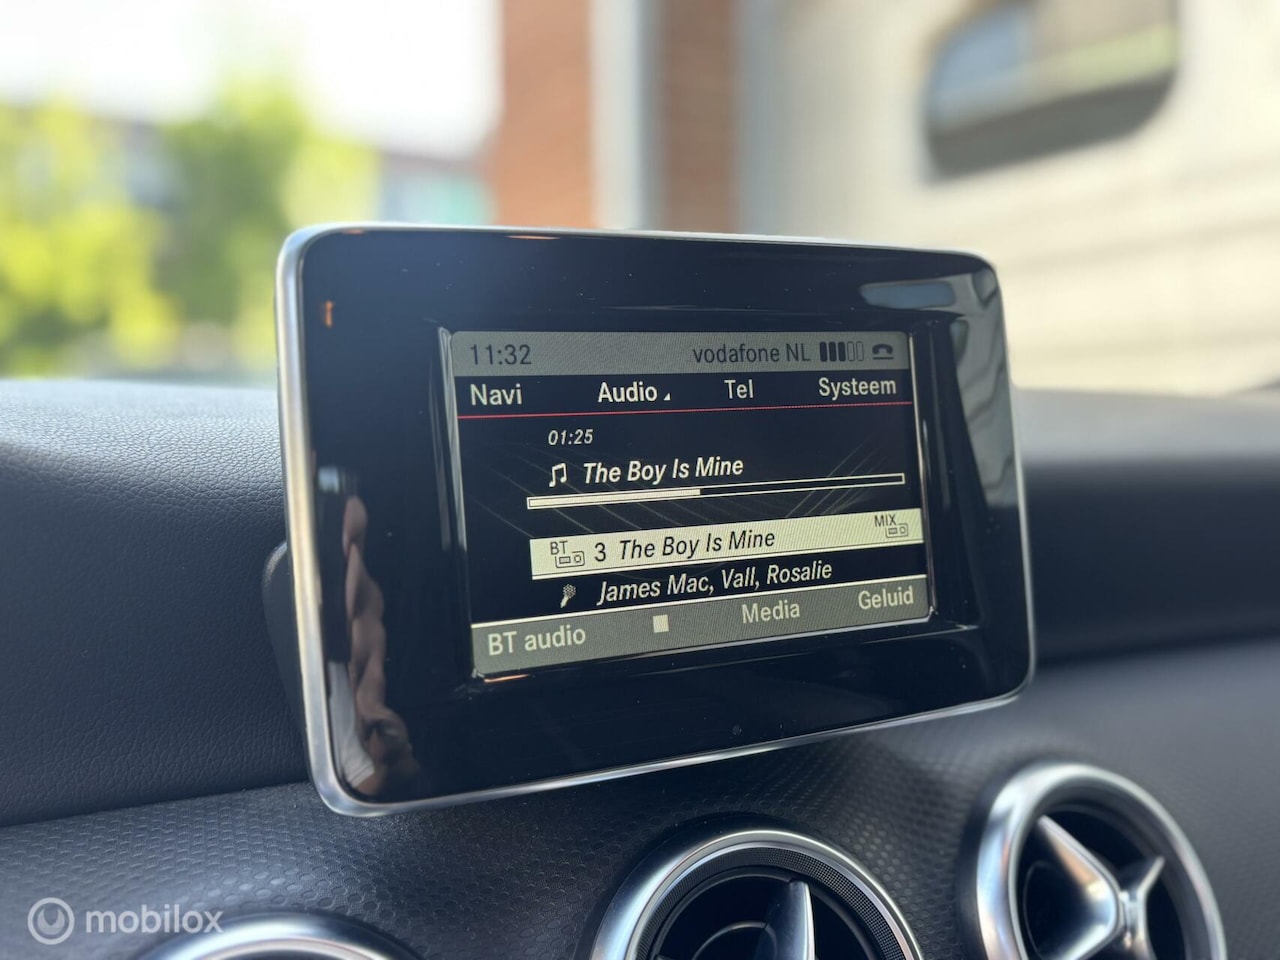 11:32 vodafone NL
Navi Audio Tel Systeem
01:25
The Boy Is Mine
BT 3 The Boy Is Mine MIX
James Mac, Vall, Rosalie
BT audio Media Geluid
mobilox